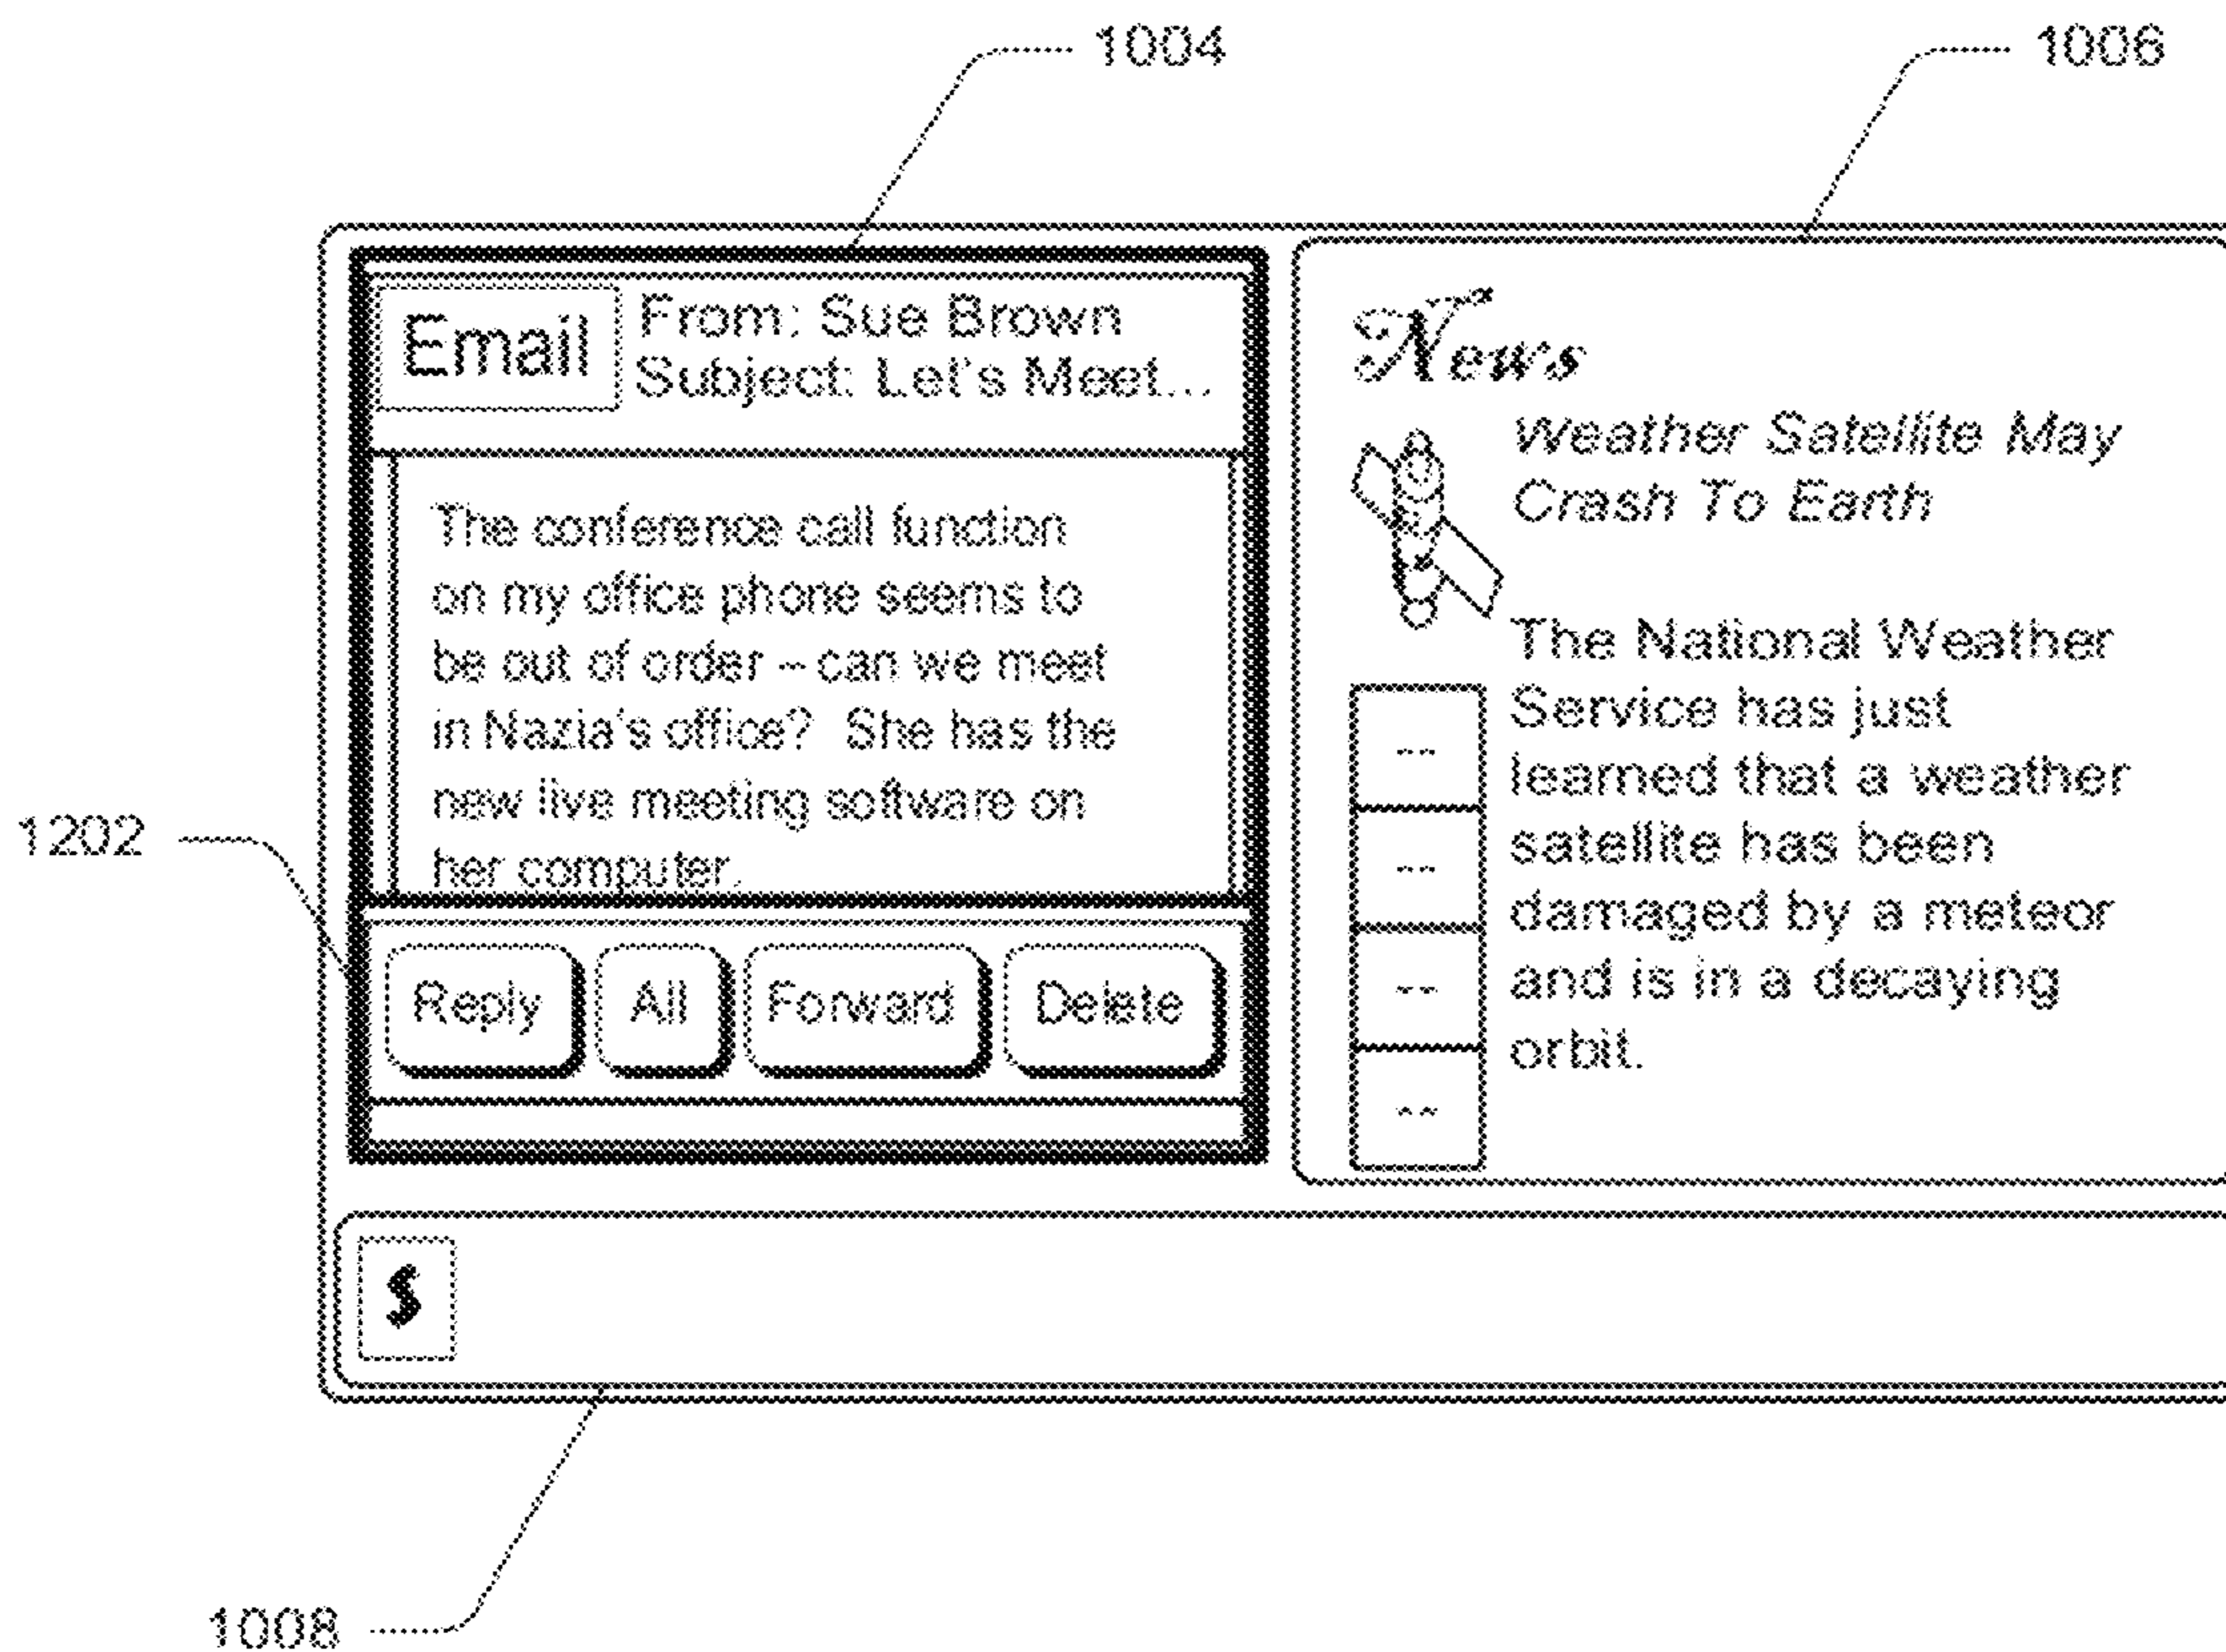 1004
1006
Email
From: Sue Brown
Subject: Let's Meet...
The conference call function
on my office phone seems to
be out of order -- can we meet
in Nazia's office? She has the
new live meeting software on
her computer.
Reply
All
Forward
Delete
News
Weather Satellite May
Crash To Earth
The National Weather
Service has just
learned that a weather
satellite has been
damaged by a meteor
and is in a decaying
orbit.
--
--
--
--
1202
$
1008